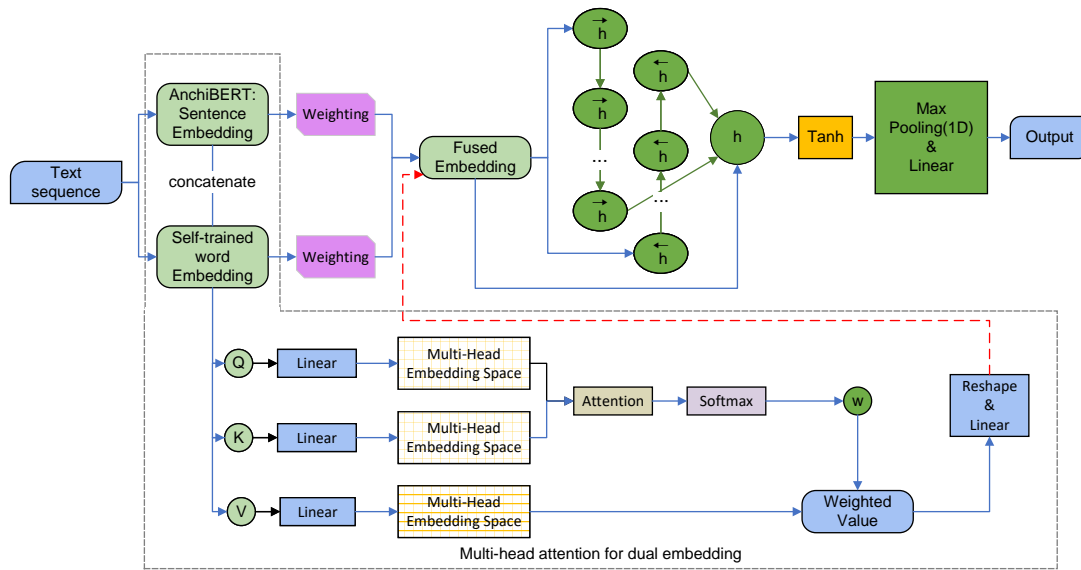 Text
sequence
AnchiBERT:
Sentence
Embedding
concatenate
Self-trained
word
Embedding
Weighting
Weighting
Fused
Embedding
→
h
→
h
...
→
h
←
h
←
h
...
←
h
h
Tanh
Max
Pooling(1D)
&
Linear
Output
Q
Linear
Multi-Head
Embedding Space
K
Linear
Multi-Head
Embedding Space
V
Linear
Multi-Head
Embedding Space
Attention
Softmax
w
Weighted
Value
Reshape
&
Linear
Multi-head attention for dual embedding